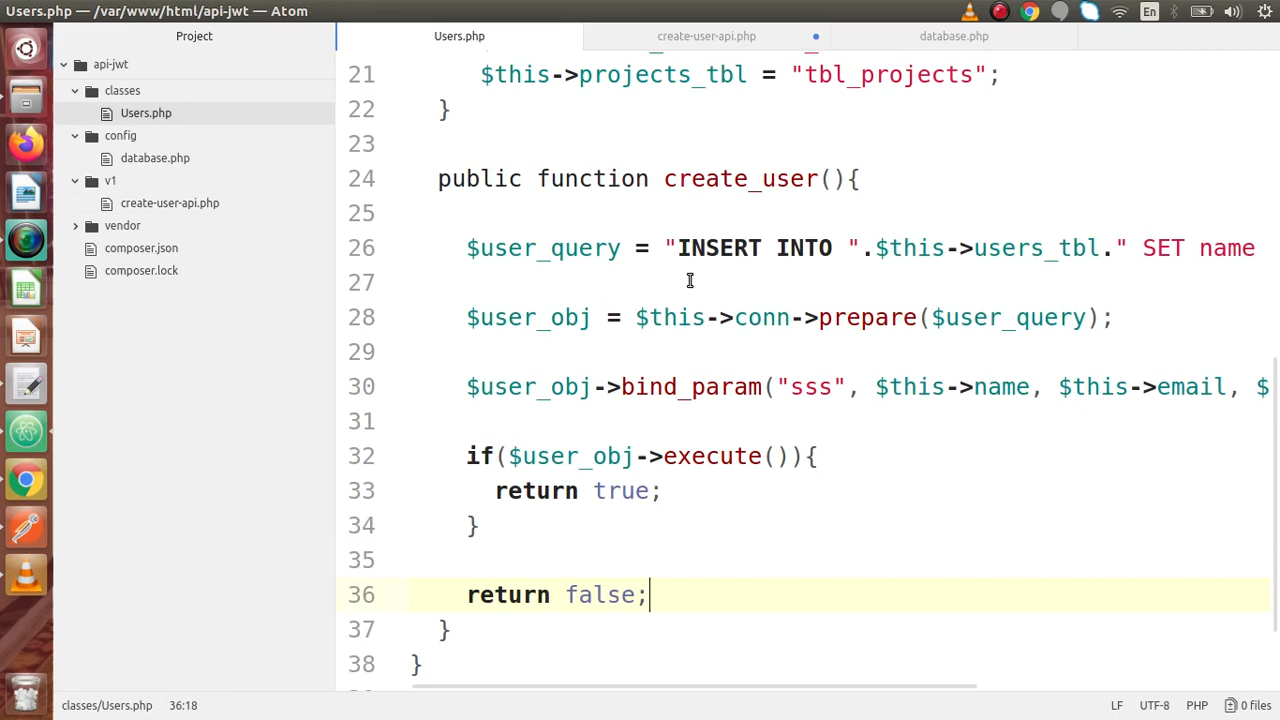 Users.php — /var/www/html/api-jwt — Atom
En
Project
Users.php
create-user-api.php
database.php
api-jwt
classes
Users.php
config
database.php
v1
create-user-api.php
vendor
composer.json
composer.lock
21 $this->projects_tbl = "tbl_projects";
22 }
23
24 public function create_user(){
25
26 $user_query = "INSERT INTO ".$this->users_tbl." SET name
27
28 $user_obj = $this->conn->prepare($user_query);
29
30 $user_obj->bind_param("sss", $this->name, $this->email, $
31
32 if($user_obj->execute()){
33 return true;
34 }
35
36 return false;
37 }
38 }
classes/Users.php 36:18
LF UTF-8 PHP 0 files